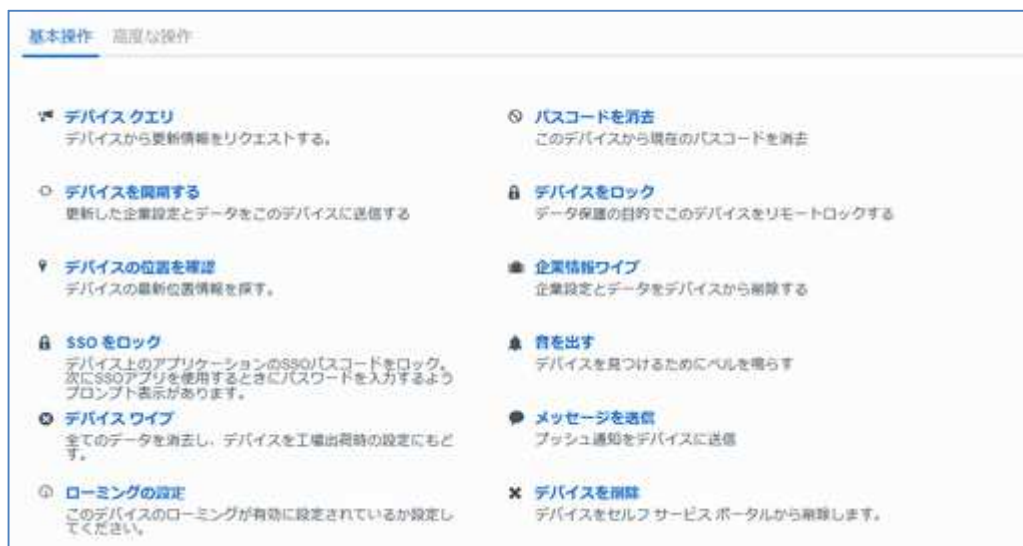 基本操作 高度な操作
デバイス クエリ
デバイスから更新情報をリクエストする。
パスコードを消去
このデバイスから現在のパスコードを消去
デバイスを同期する
更新した企業設定とデータをこのデバイスに送信する
デバイスをロック
データ保護の目的でこのデバイスをリモートロックする
デバイスの位置を確認
デバイスの最新位置情報を探す。
企業情報ワイプ
企業設定とデータをデバイスから削除する
SSO をロック
デバイス上のアプリケーションのSSOパスコードをロック。
次にSSOアプリを使用するときにパスワードを入力するよう
プロンプト表示があります。
音を出す
デバイスを見つけるためにベルを鳴らす
デバイス ワイプ
全てのデータを消去し、デバイスを工場出荷時の設定にもど
す。
メッセージを送信
プッシュ通知をデバイスに送信
ローミングの設定
このデバイスのローミングが有効に設定されているか設定し
てください。
デバイスを削除
デバイスをセルフ サービス ポータルから削除します。